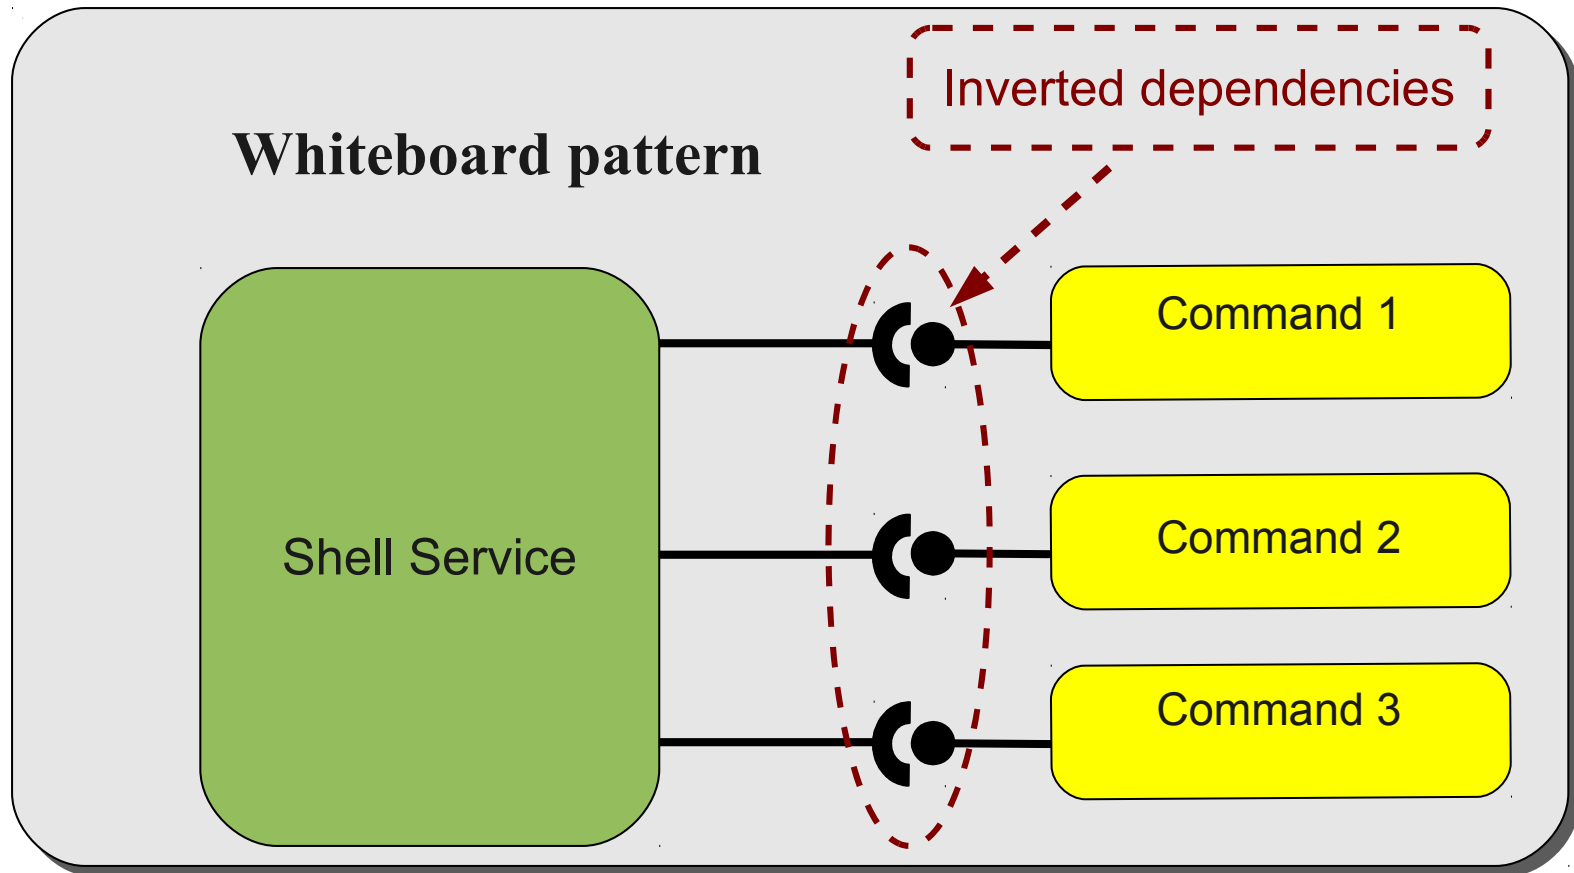 Inverted dependencies
Whiteboard pattern
Command 1
Shell Service
Command 2
Command 3